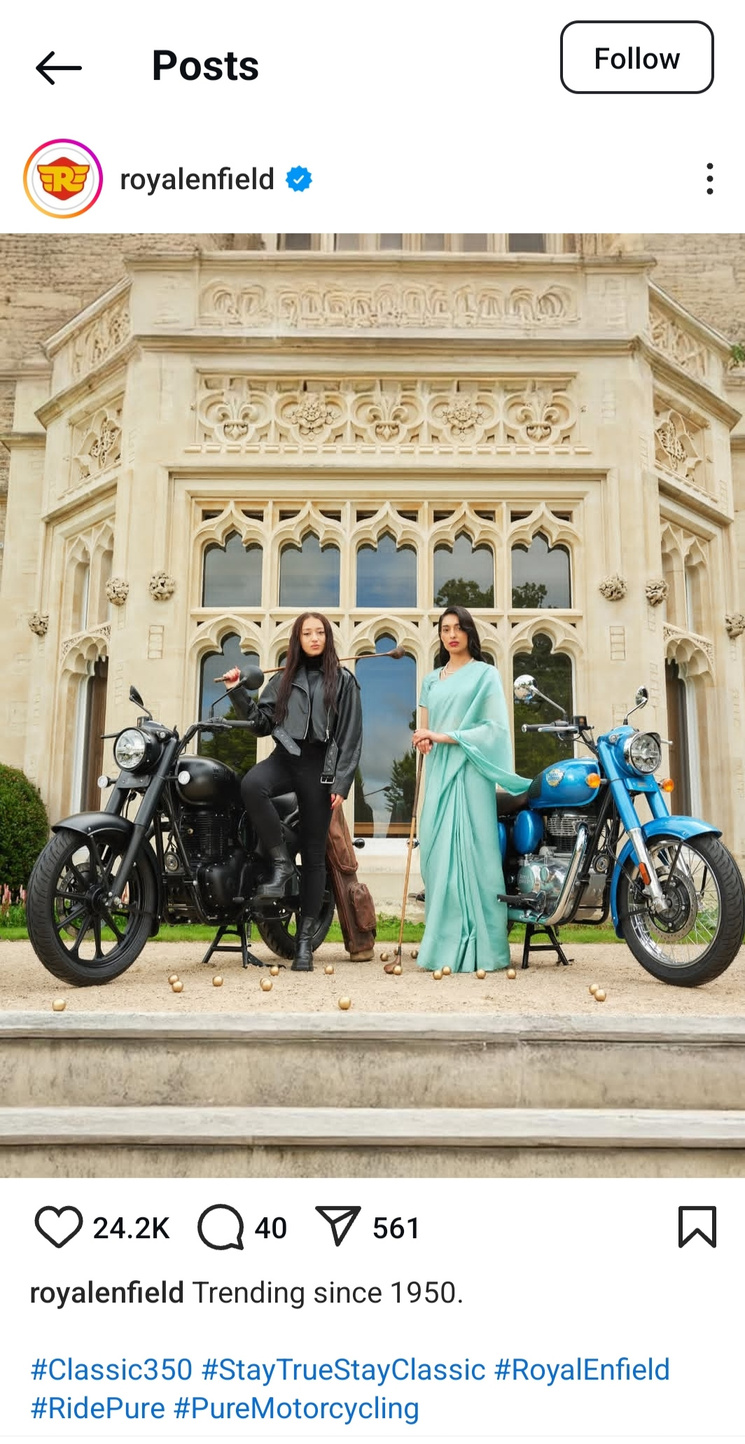 Posts
Follow
royalenfield
24.2K 40 561
royalenfield Trending since 1950.
#Classic350 #StayTrueStayClassic #RoyalEnfield
#RidePure #PureMotorcycling